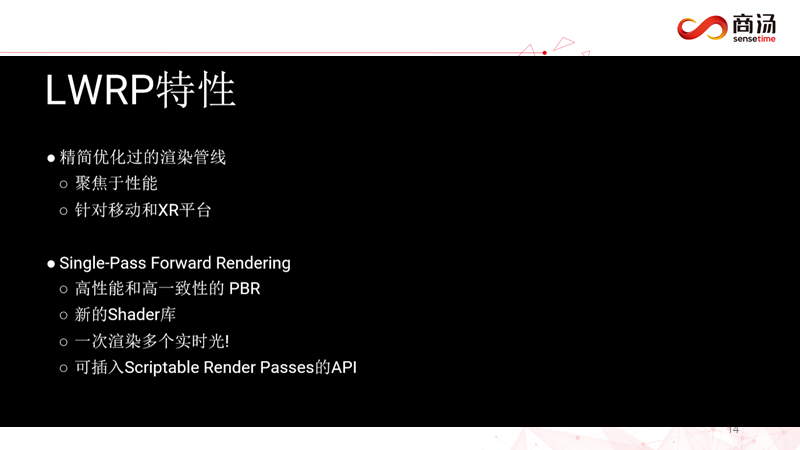 商汤
sensetime
LWRP特性
● 精简优化过的渲染管线
○ 聚焦于性能
○ 针对移动和XR平台
● Single-Pass Forward Rendering
○ 高性能和高一致性的 PBR
○ 新的Shader库
○ 一次渲染多个实时光!
○ 可插入Scriptable Render Passes的API
14